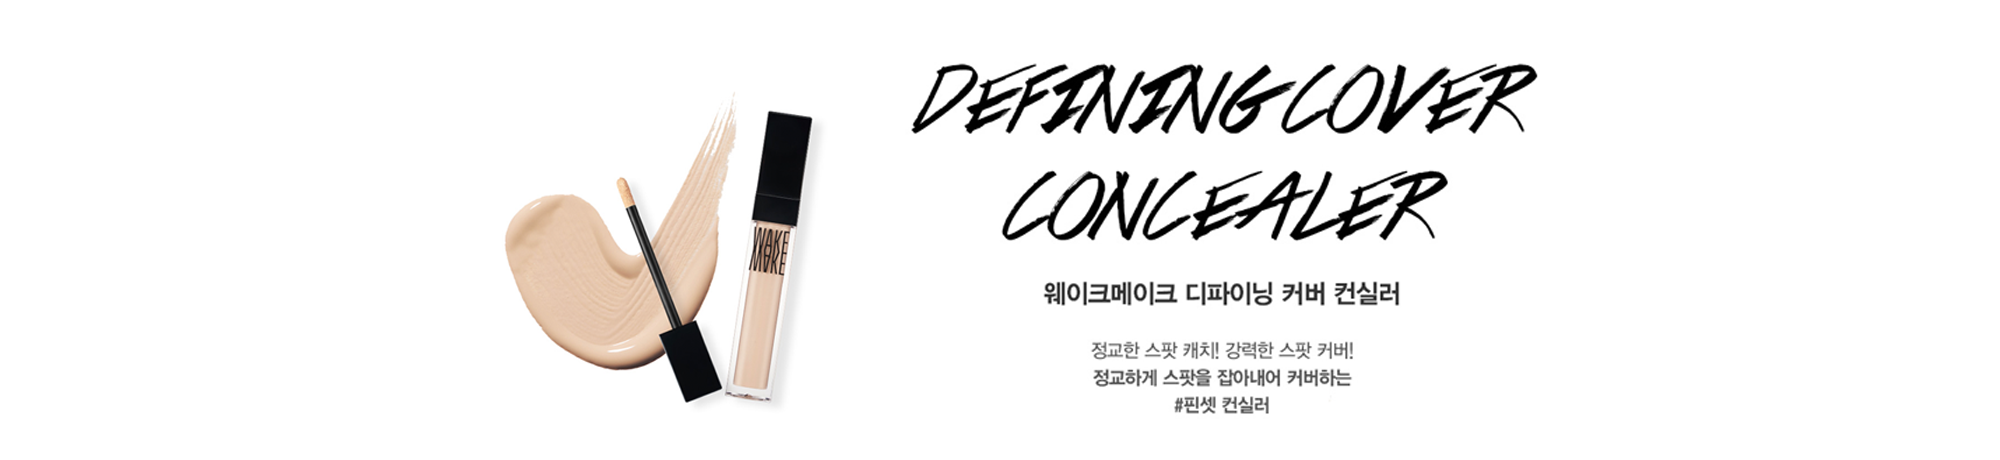 DEFINING COVER
CONCEALER
WAKE
MAKE
웨이크메이크 디파이닝 커버 컨실러
정교한 스팟 캐치! 강력한 스팟 커버!
정교하게 스팟을 잡아내어 커버하는
#핀셋 컨실러